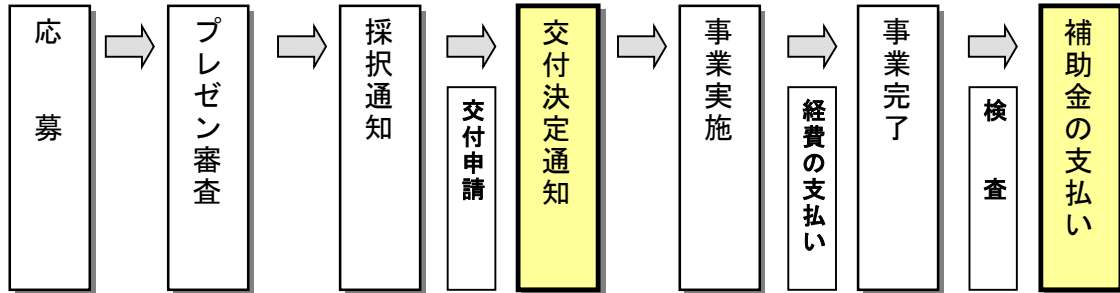 応　募
プレゼン審査
採択通知
交付申請
交付決定通知
事業実施
経費の支払い
事業完了
検　査
補助金の支払い